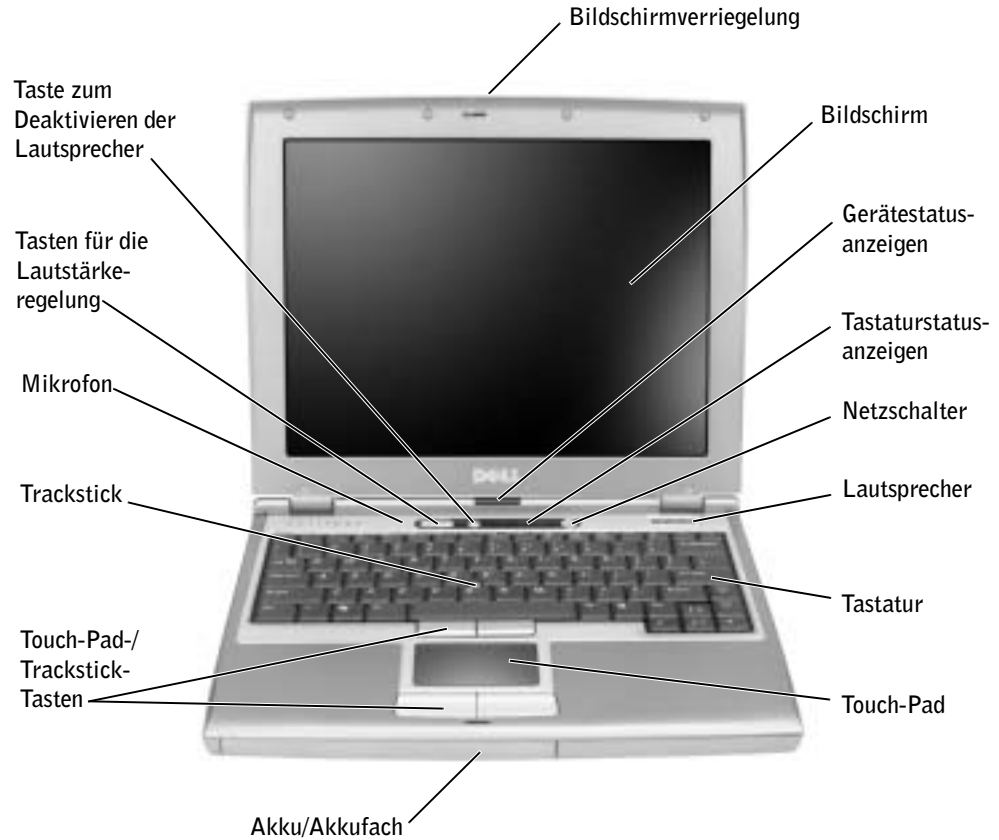 Bildschirmverriegelung
Taste zum
Deaktivieren der
Lautsprecher
Bildschirm
Gerätestatus-
anzeigen
Tasten für die
Lautstärke-
regelung
Tastaturstatus-
anzeigen
Mikrofon
Netzschalter
Trackstick
Lautsprecher
DELL
Tastatur
Touch-Pad-/
Trackstick-
Tasten
Touch-Pad
Akku/Akkufach